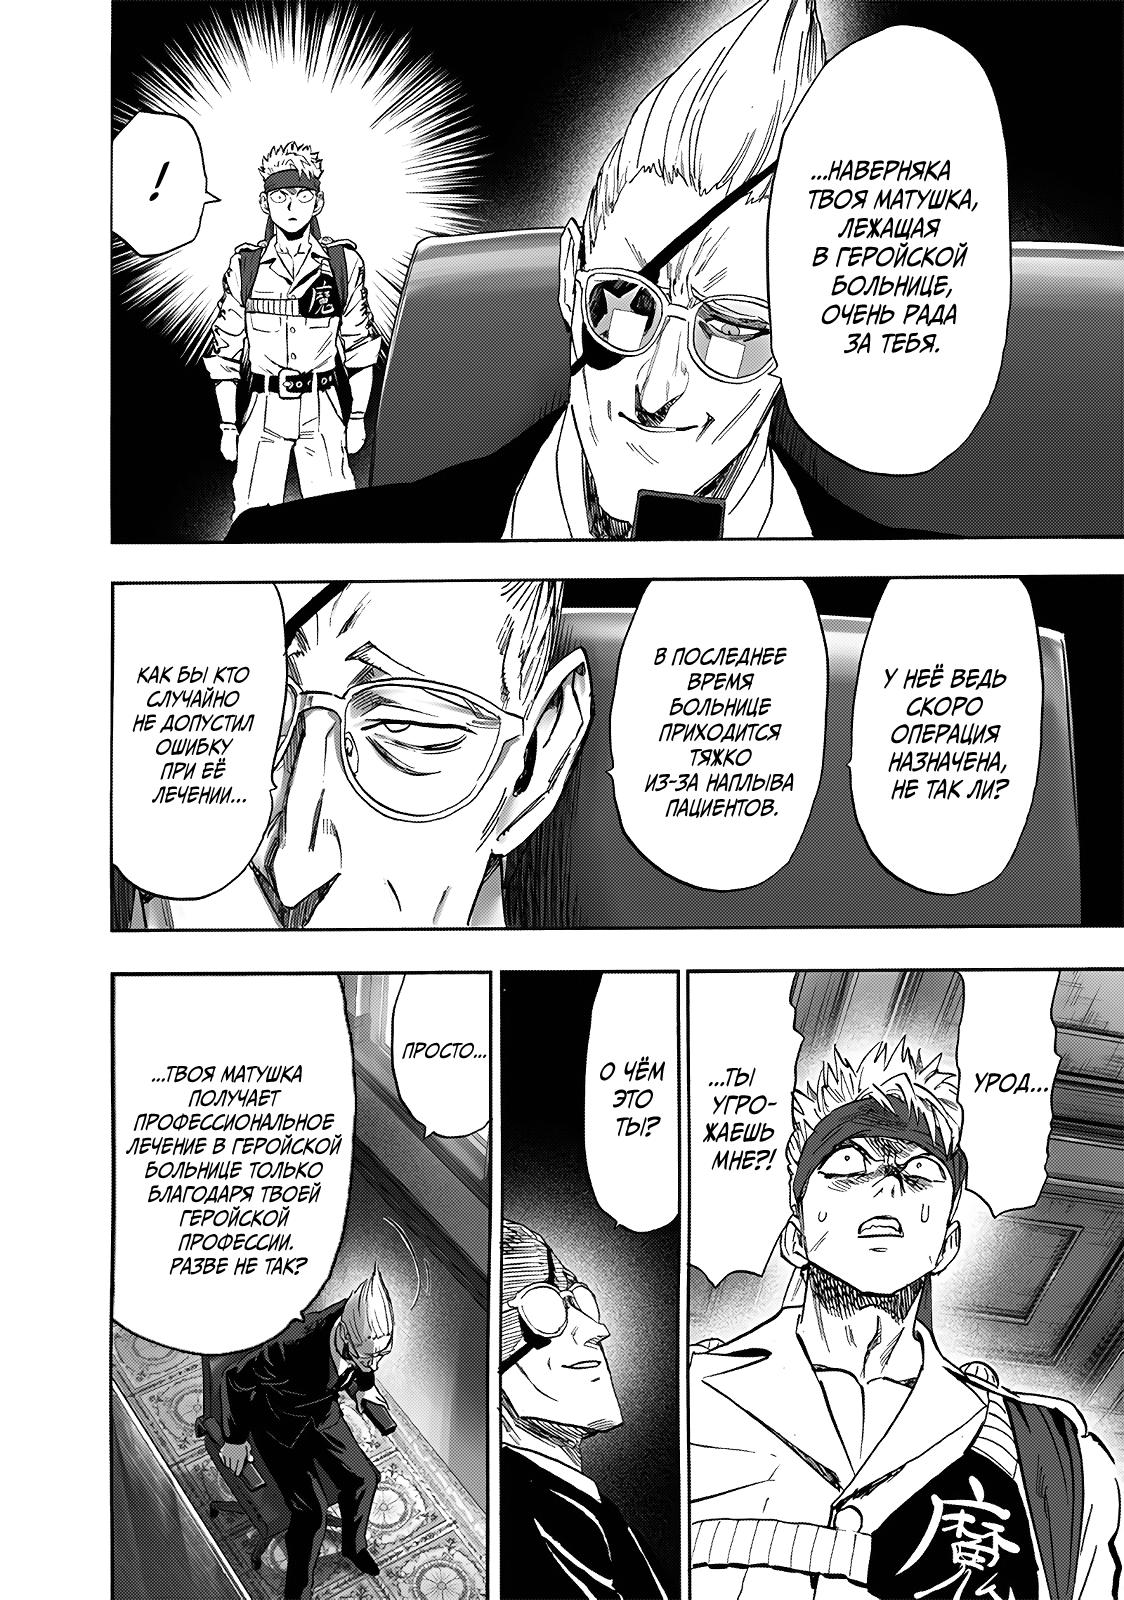 ...НАВЕРНЯКА
ТВОЯ МАТУШКА,
ЛЕЖАЩАЯ
В ГЕРОЙСКОЙ
БОЛЬНИЦЕ,
ОЧЕНЬ РАДА
ЗА ТЕБЯ.
!
魔
У НЕЁ ВЕДЬ
СКОРО
ОПЕРАЦИЯ
НАЗНАЧЕНА,
НЕ ТАК ЛИ?
В ПОСЛЕДНЕЕ
ВРЕМЯ
БОЛЬНИЦЕ
ПРИХОДИТСЯ
ТЯЖКО
ИЗ-ЗА НАПЛЫВА
ПАЦИЕНТОВ.
КАК БЫ КТО
СЛУЧАЙНО
НЕ ДОПУСТИЛ
ОШИБКУ
ПРИ ЕЁ
ЛЕЧЕНИИ...
УРОД...
...ТЫ
УГРО-
ЖАЕШЬ
МНЕ?!
魔
О ЧЁМ
ЭТО
ТЫ?
ПРОСТО...
...ТВОЯ МАТУШКА
ПОЛУЧАЕТ
ПРОФЕССИОНАЛЬНОЕ
ЛЕЧЕНИЕ В ГЕРОЙСКОЙ
БОЛЬНИЦЕ ТОЛЬКО
БЛАГОДАРЯ ТВОЕЙ
ГЕРОЙСКОЙ
ПРОФЕССИИ.
РАЗВЕ НЕ ТАК?